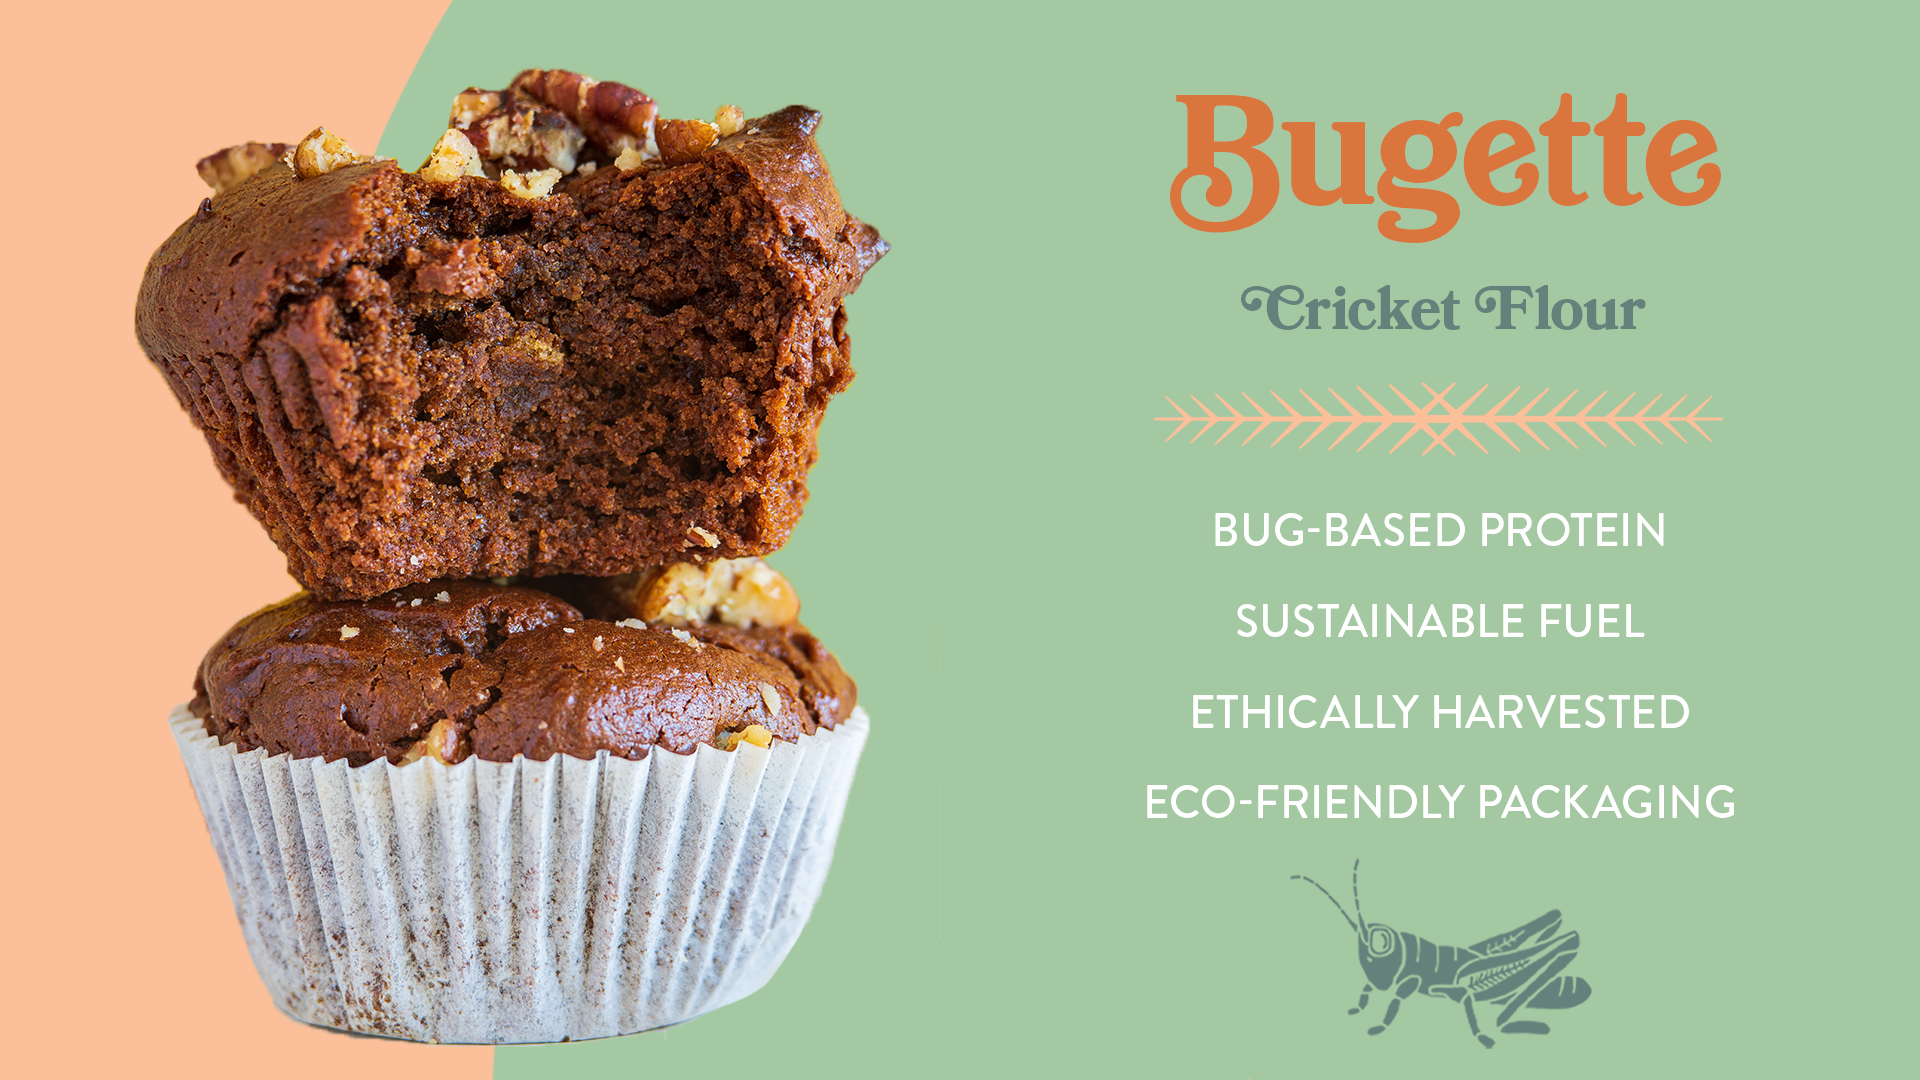 Bugette
Cricket Flour
BUG-BASED PROTEIN
SUSTAINABLE FUEL
ETHICALLY HARVESTED
ECO-FRIENDLY PACKAGING